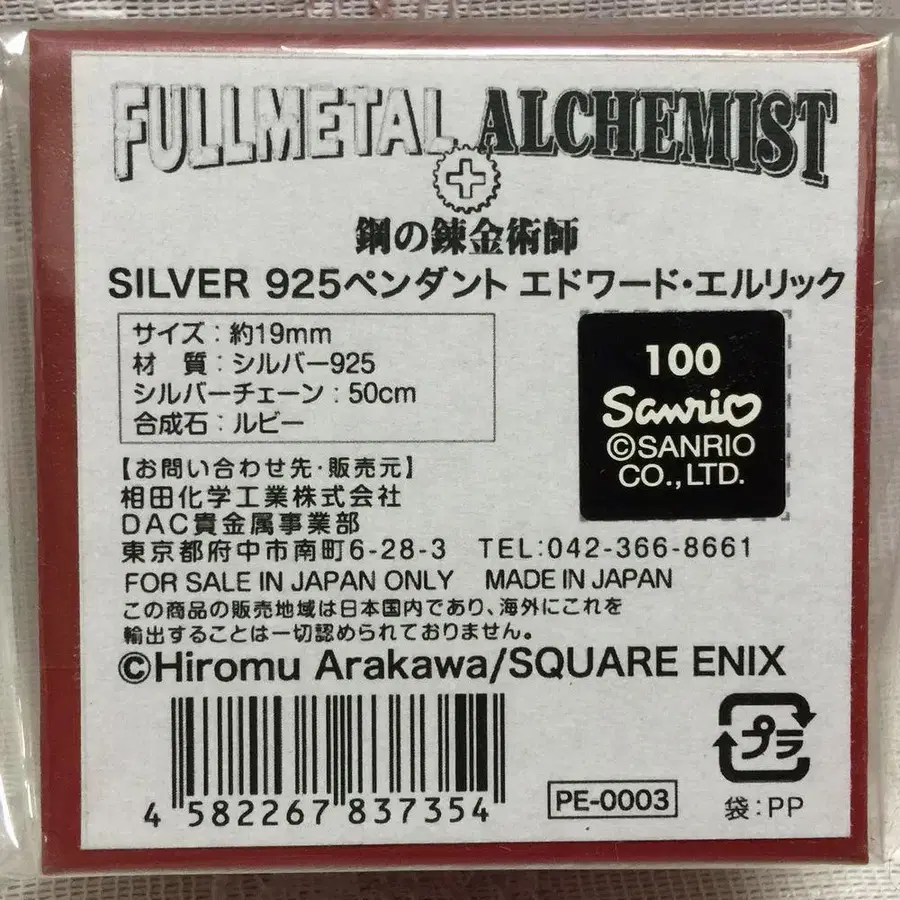 FULLMETAL ALCHEMIST
鋼の錬金術師
SILVER 925ペンダント エドワード・エルリック
サイズ：約19mm
材　質：シルバー925
シルバーチェーン：50cm
合成石：ルビー
100
Sanrio
©SANRIO
CO.,LTD.
【お問い合わせ先・販売元】
相田化学工業株式会社
DAC貴金属事業部
東京都府中市南町6-28-3　TEL:042-366-8661
FOR SALE IN JAPAN ONLY　MADE IN JAPAN
この商品の販売地域は日本国内であり、海外にこれを
輸出することは一切認められておりません。
©Hiromu Arakawa/SQUARE ENIX
4 582267 837354
PE-0003
プラ
袋：PP